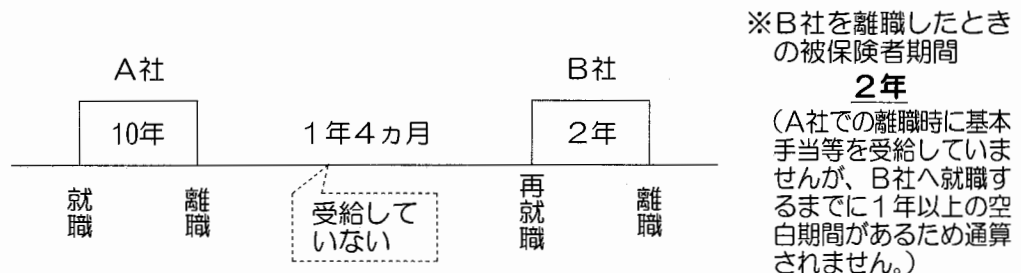 A社
B社
10年
1年4ヵ月
2年
就職
離職
受給して
いない
再就職
離職
※B社を離職したとき
の被保険者期間
2年
(A社での離職時に基本
手当等を受給していま
せんが、B社へ就職す
るまでに1年以上の空
白期間があるため通算
されません。)